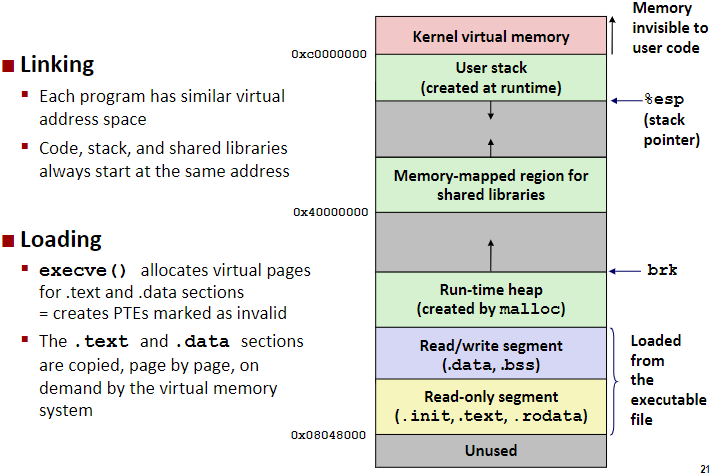 Linking
Each program has similar virtual
address space
Code, stack, and shared libraries
always start at the same address
Loading
execve() allocates virtual pages
for .text and .data sections
= creates PTEs marked as invalid
The .text and .data sections
are copied, page by page, on
demand by the virtual memory
system
0xc0000000
0x40000000
0x08048000
Kernel virtual memory
User stack
(created at runtime)
Memory-mapped region for
shared libraries
Run-time heap
(created by malloc)
Read/write segment
(.data, .bss)
Read-only segment
(.init, .text, .rodata)
Unused
Memory
invisible to
user code
%esp
(stack
pointer)
brk
Loaded
from
the
executable
file
21